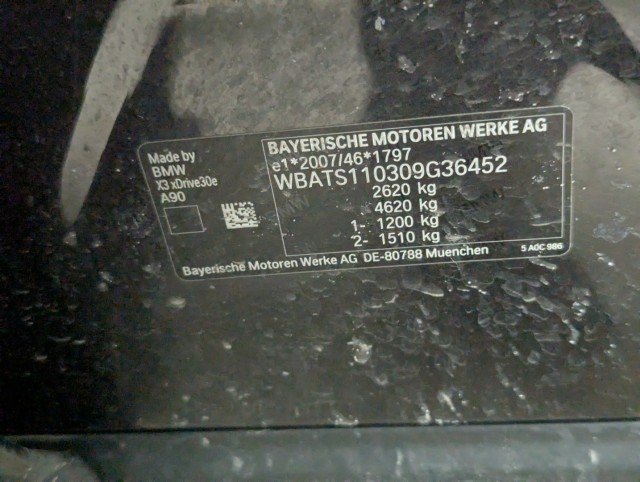 Made by
BMW
X3 xDrive30e
A90
BAYERISCHE MOTOREN WERKE AG
e1*2007/46*1797
WBATS110309G36452
2620 kg
4620 kg
1- 1200 kg
2- 1510 kg
5 A0C 986
Bayerische Motoren Werke AG DE-80788 Muenchen